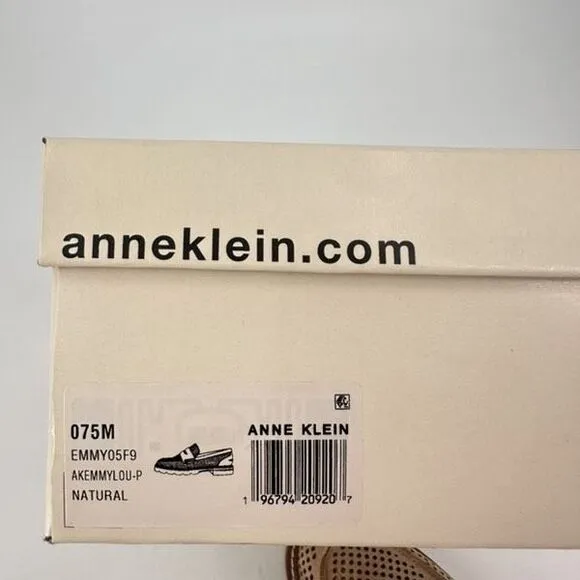 anneklein.com
075M
EMMY05F9
AKEMMYLOU-P
NATURAL
ANNE KLEIN
1 96794 20920 7